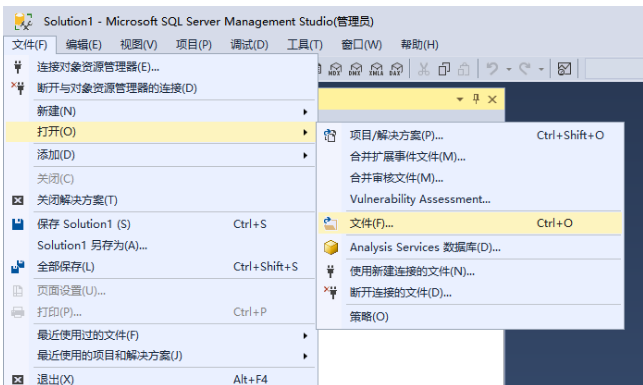 Solution1 - Microsoft SQL Server Management Studio(管理员)
文件(F) 编辑(E) 视图(V) 项目(P) 调试(D) 工具(T) 窗口(W) 帮助(H)
连接对象资源管理器(E)...
断开与对象资源管理器的连接(D)
新建(N)
打开(O)
添加(D)
关闭(C)
关闭解决方案(T)
保存 Solution1 (S) Ctrl+S
Solution1 另存为(A)...
全部保存(L) Ctrl+Shift+S
页面设置(U)...
打印(P)... Ctrl+P
最近使用过的文件(F)
最近使用的项目和解决方案(J)
退出(X) Alt+F4
MDX DMX XMLA DAX
项目/解决方案(P)... Ctrl+Shift+O
合并扩展事件文件(M)...
合并审核文件(M)...
Vulnerability Assessment...
文件(F)... Ctrl+O
Analysis Services 数据库(D)...
使用新建连接的文件(N)...
断开连接的文件(D)...
策略(O)